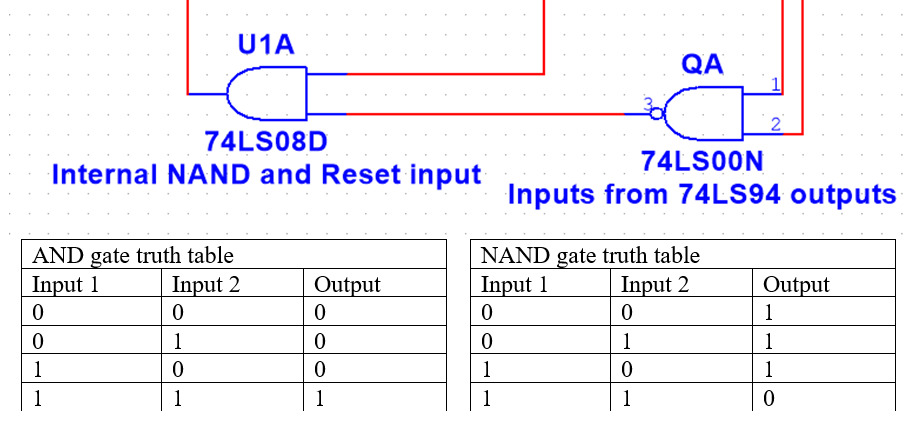 U1A
QA
1
3
2
74LS08D
74LS00N
Internal NAND and Reset input
Inputs from 74LS94 outputs
AND gate truth table
Input 1 Input 2 Output
0 0 0
0 1 0
1 0 0
1 1 1
NAND gate truth table
Input 1 Input 2 Output
0 0 1
0 1 1
1 0 1
1 1 0